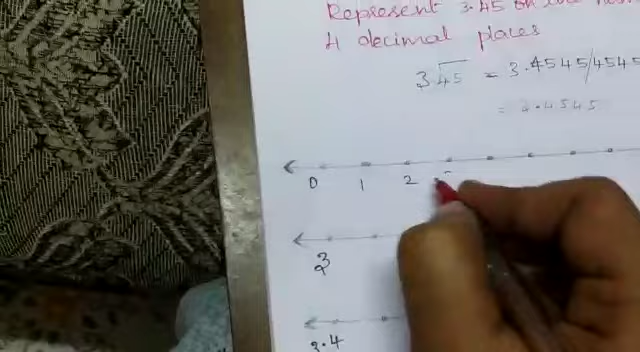 Represent 3.45 on
4 decimal places
3 45 = 3.4545/4545
= 3.4545
0 1 2
3
3.4